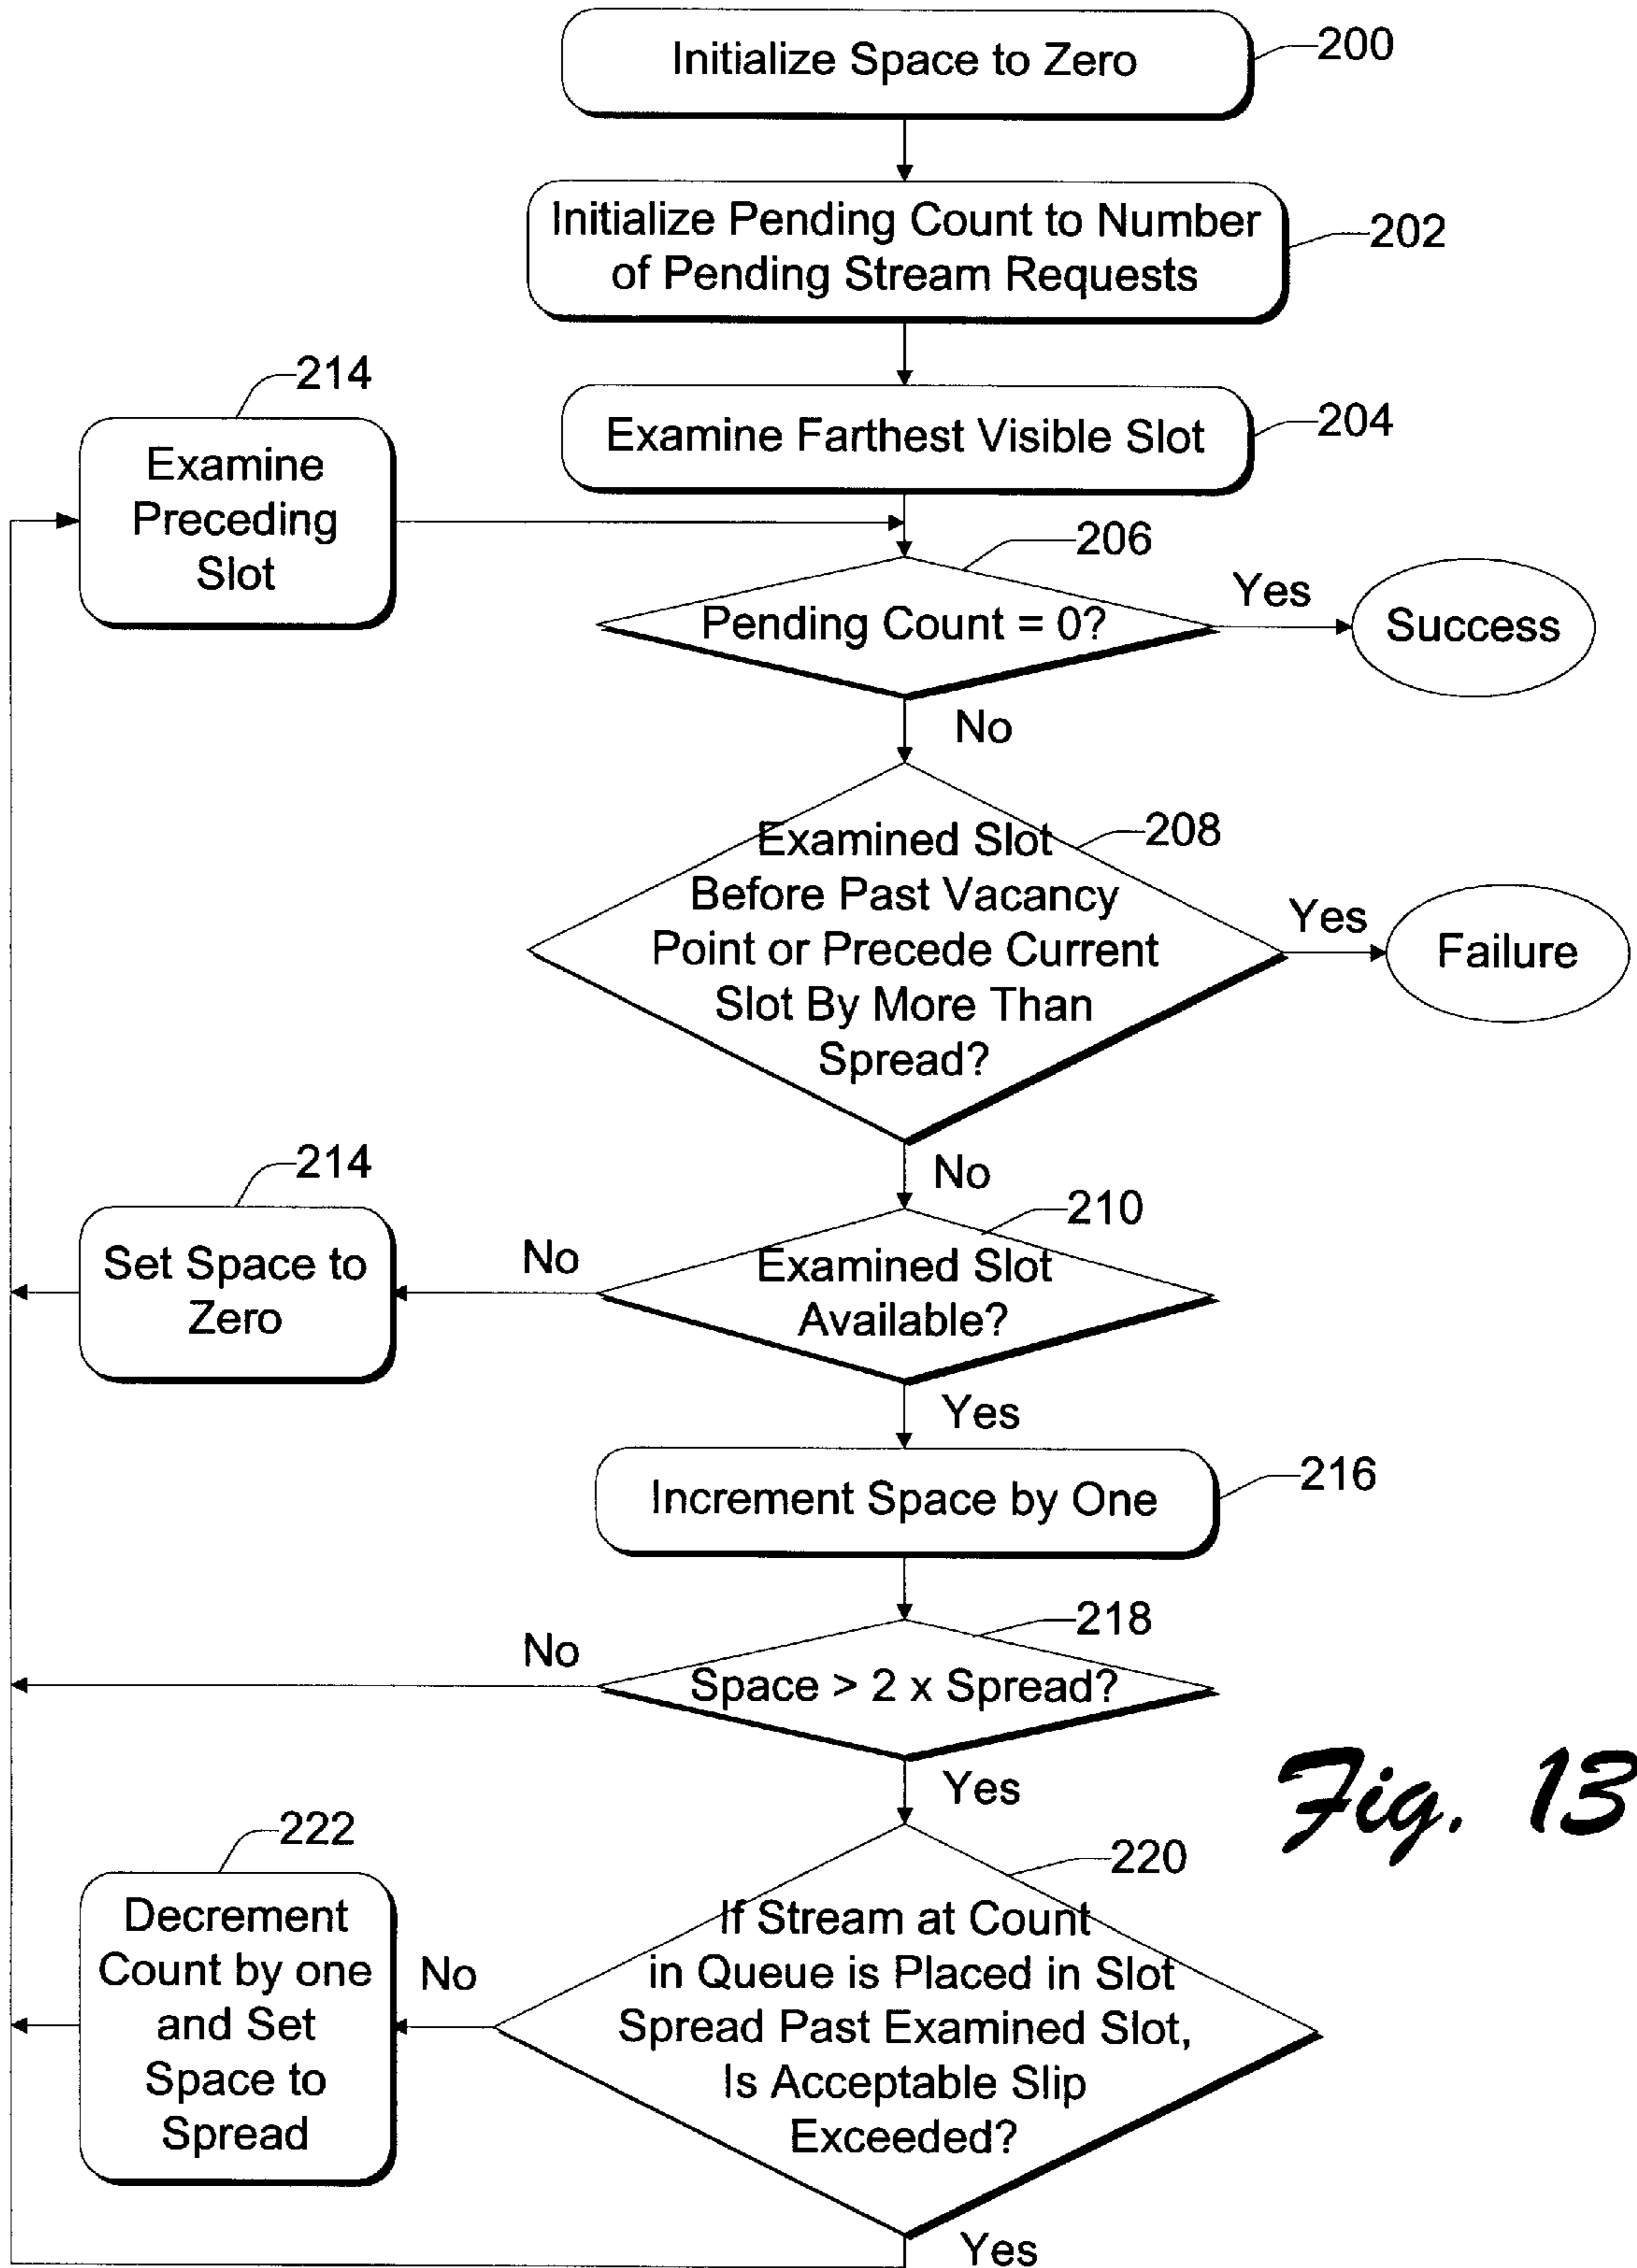 Initialize Space to Zero
200
Initialize Pending Count to Number
of Pending Stream Requests
202
214
Examine
Preceding
Slot
Examine Farthest Visible Slot
204
206
Pending Count = 0?
Yes
Success
No
208
Examined Slot
Before Past Vacancy
Point or Precede Current
Slot By More Than
Spread?
Yes
Failure
No
214
Set Space to
Zero
No
210
Examined Slot
Available?
Yes
Increment Space by One
216
218
No
Space > 2 x Spread?
Yes
Fig. 13
222
Decrement
Count by one
and Set
Space to
Spread
No
220
If Stream at Count
in Queue is Placed in Slot
Spread Past Examined Slot,
Is Acceptable Slip
Exceeded?
Yes